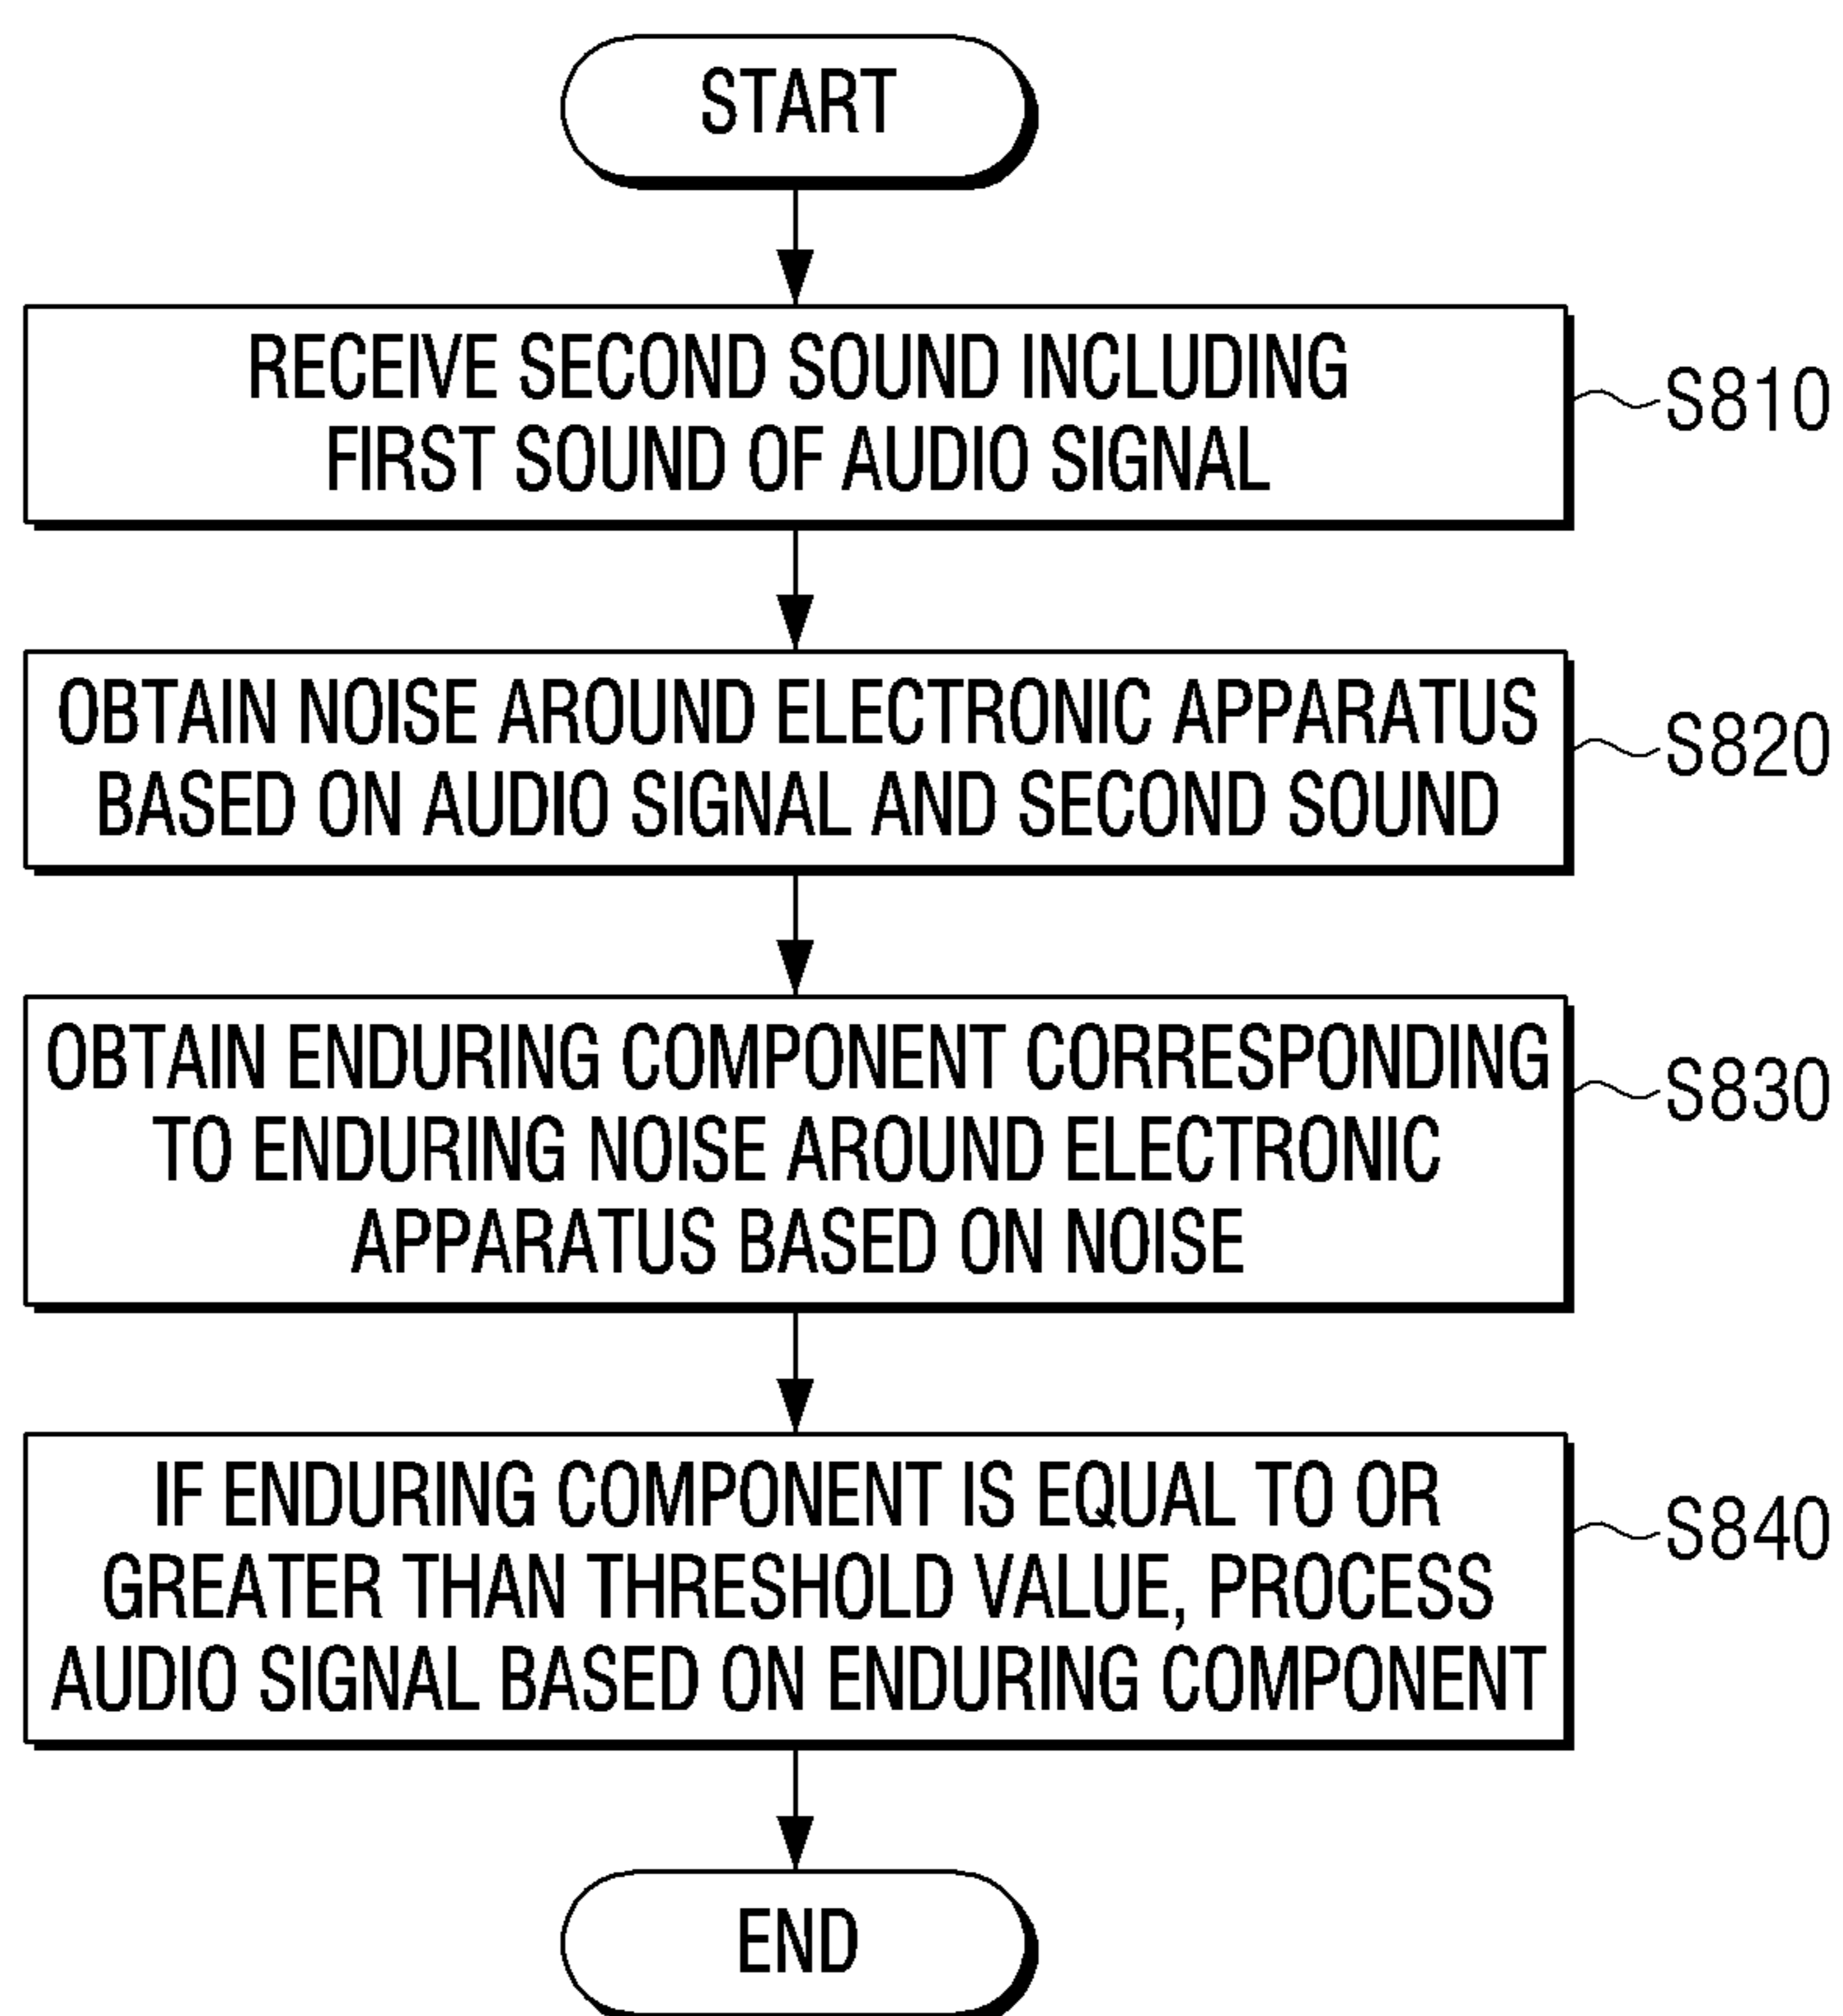 START
RECEIVE SECOND SOUND INCLUDING
FIRST SOUND OF AUDIO SIGNAL
S810
OBTAIN NOISE AROUND ELECTRONIC APPARATUS
BASED ON AUDIO SIGNAL AND SECOND SOUND
S820
OBTAIN ENDURING COMPONENT CORRESPONDING
TO ENDURING NOISE AROUND ELECTRONIC
APPARATUS BASED ON NOISE
S830
IF ENDURING COMPONENT IS EQUAL TO OR
GREATER THAN THRESHOLD VALUE, PROCESS
AUDIO SIGNAL BASED ON ENDURING COMPONENT
S840
END